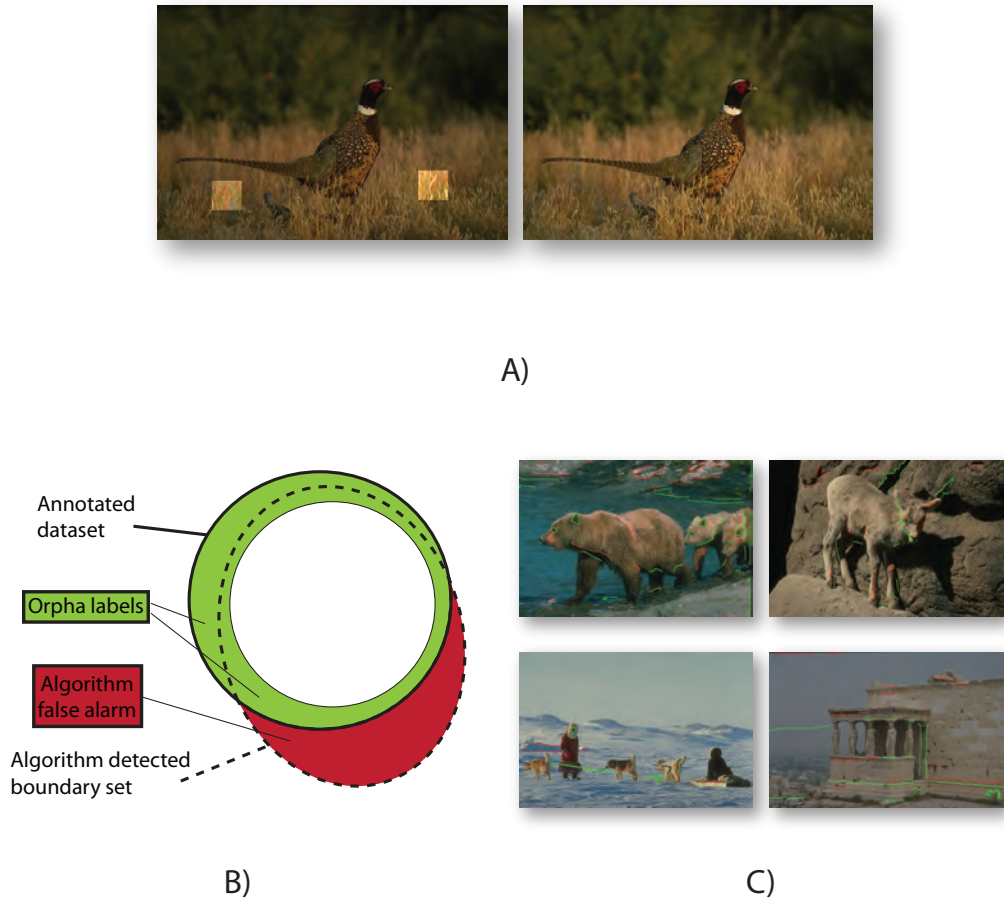 A)
Annotated
dataset
Orpha labels
Algorithm
false alarm
Algorithm detected
boundary set
B)
C)